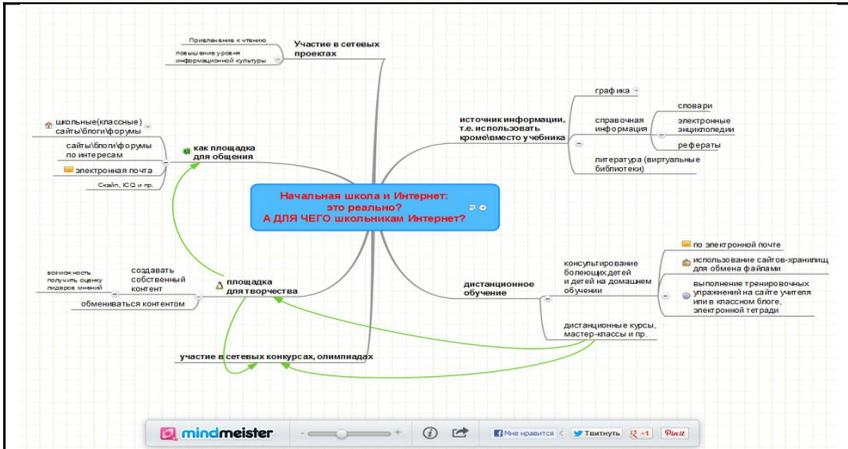 Привлечение к чтению
повышение уровня
информационной культуры
Участие в сетевых
проектах
школьные(классные)
сайты\блоги\форумы
сайты\блоги/форумы
по интересам
электронная почта
Скайп, ICQ и пр.
как площадка
для общения
источник информации,
т.е. использовать
кроме\вместо учебника
графика
справочная
информация
словари
электронные
энциклопедии
рефераты
литература (виртуальные
библиотеки)
Начальная школа и Интернет:
это реально?
А ДЛЯ ЧЕГО школьникам Интернет?
возможность
получить оценку
лидеров мнений
создавать
собственный
контент
обмениваться контентом
площадка
для творчества
участие в сетевых конкурсах, олимпиадах
дистанционное
обучение
консультирование
болеющих детей
и детей на домашнем
обучении
по электронной почте
использование сайтов-хранилищ
для обмена файлами
выполнение тренировочных
упражнений на сайте учителя
или в классном блоге,
электронной тетради
дистанционные курсы,
мастер-классы и пр.
mindmeister
Мне нравится
Твитнуть
+1
Pin it